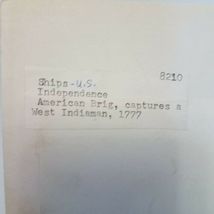 8210
Ships-U.S.
Independence
American Brig, captures a
West Indiaman, 1777